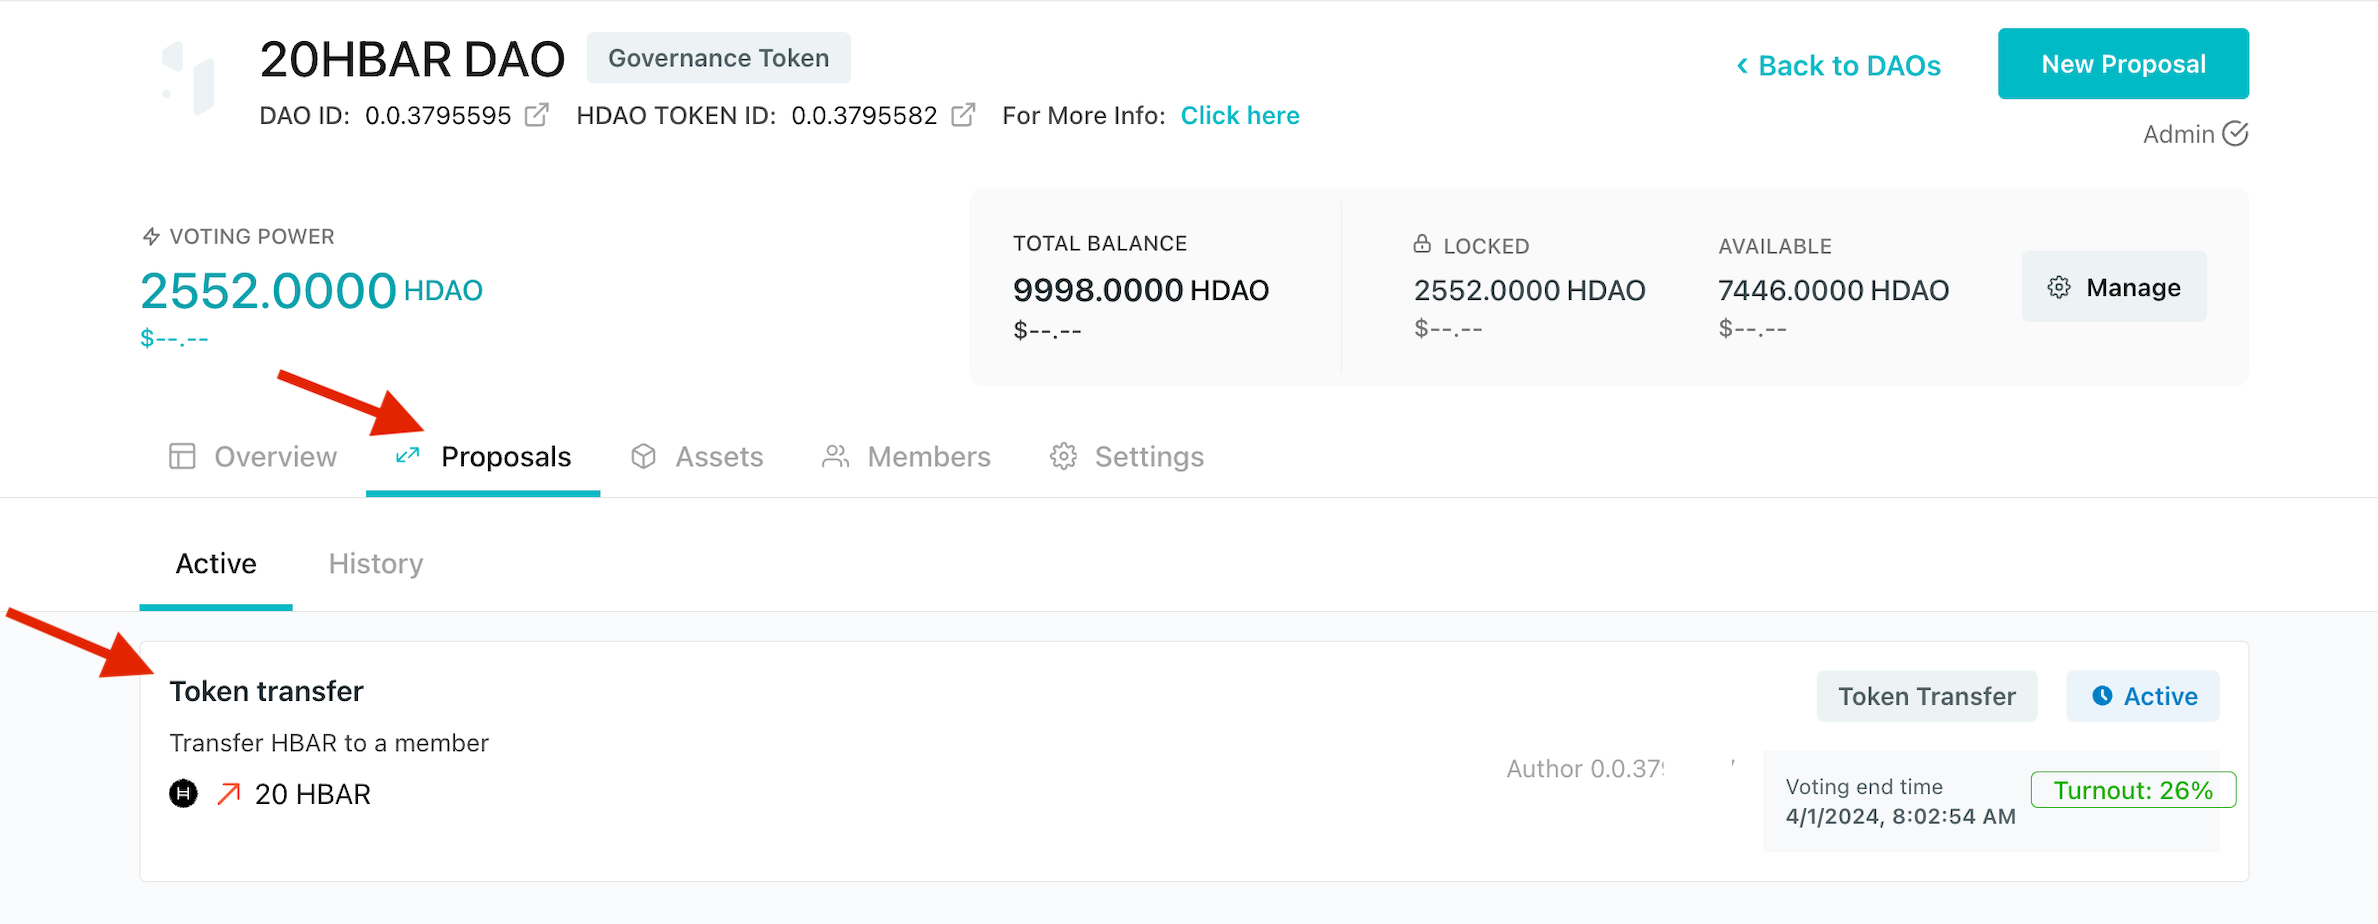 20HBAR DAO Governance Token
‹ Back to DAOs
New Proposal
DAO ID: 0.0.3795595 HDAO TOKEN ID: 0.0.3795582 For More Info: Click here
Admin
VOTING POWER
2552.0000 HDAO
$--.--
TOTAL BALANCE
9998.0000 HDAO
$--.--
LOCKED
2552.0000 HDAO
$--.--
AVAILABLE
7446.0000 HDAO
$--.--
Manage
Overview Proposals Assets Members Settings
Active History
Token transfer
Transfer HBAR to a member
20 HBAR
Token Transfer
Active
Author
Voting end time
4/1/2024, 8:02:54 AM
Turnout: 26%